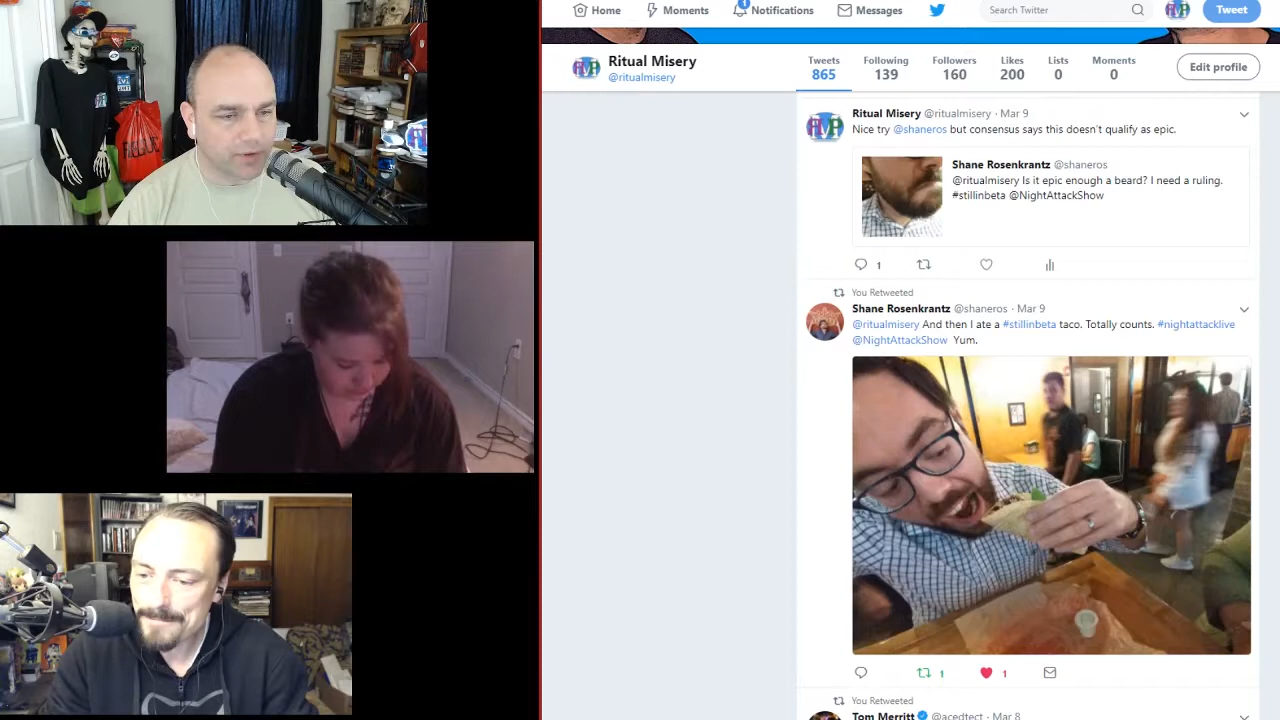 Home
Moments
1
Notifications
Messages
Search Twitter
Tweet
Ritual Misery
@ritualmisery
Tweets
865
Following
139
Followers
160
Likes
200
Lists
0
Moments
0
Edit profile
Ritual Misery @ritualmisery · Mar 9
Nice try @shaneros but consensus says this doesn't qualify as epic.
Shane Rosenkrantz @shaneros
@ritualmisery Is it epic enough a beard? I need a ruling.
#stillinbeta @NightAttackShow
1
You Retweeted
Shane Rosenkrantz @shaneros · Mar 9
@ritualmisery And then I ate a #stillinbeta taco. Totally counts. #nightattacklive
@NightAttackShow Yum.
1
1
You Retweeted
Tom Merritt @acedtect · Mar 8